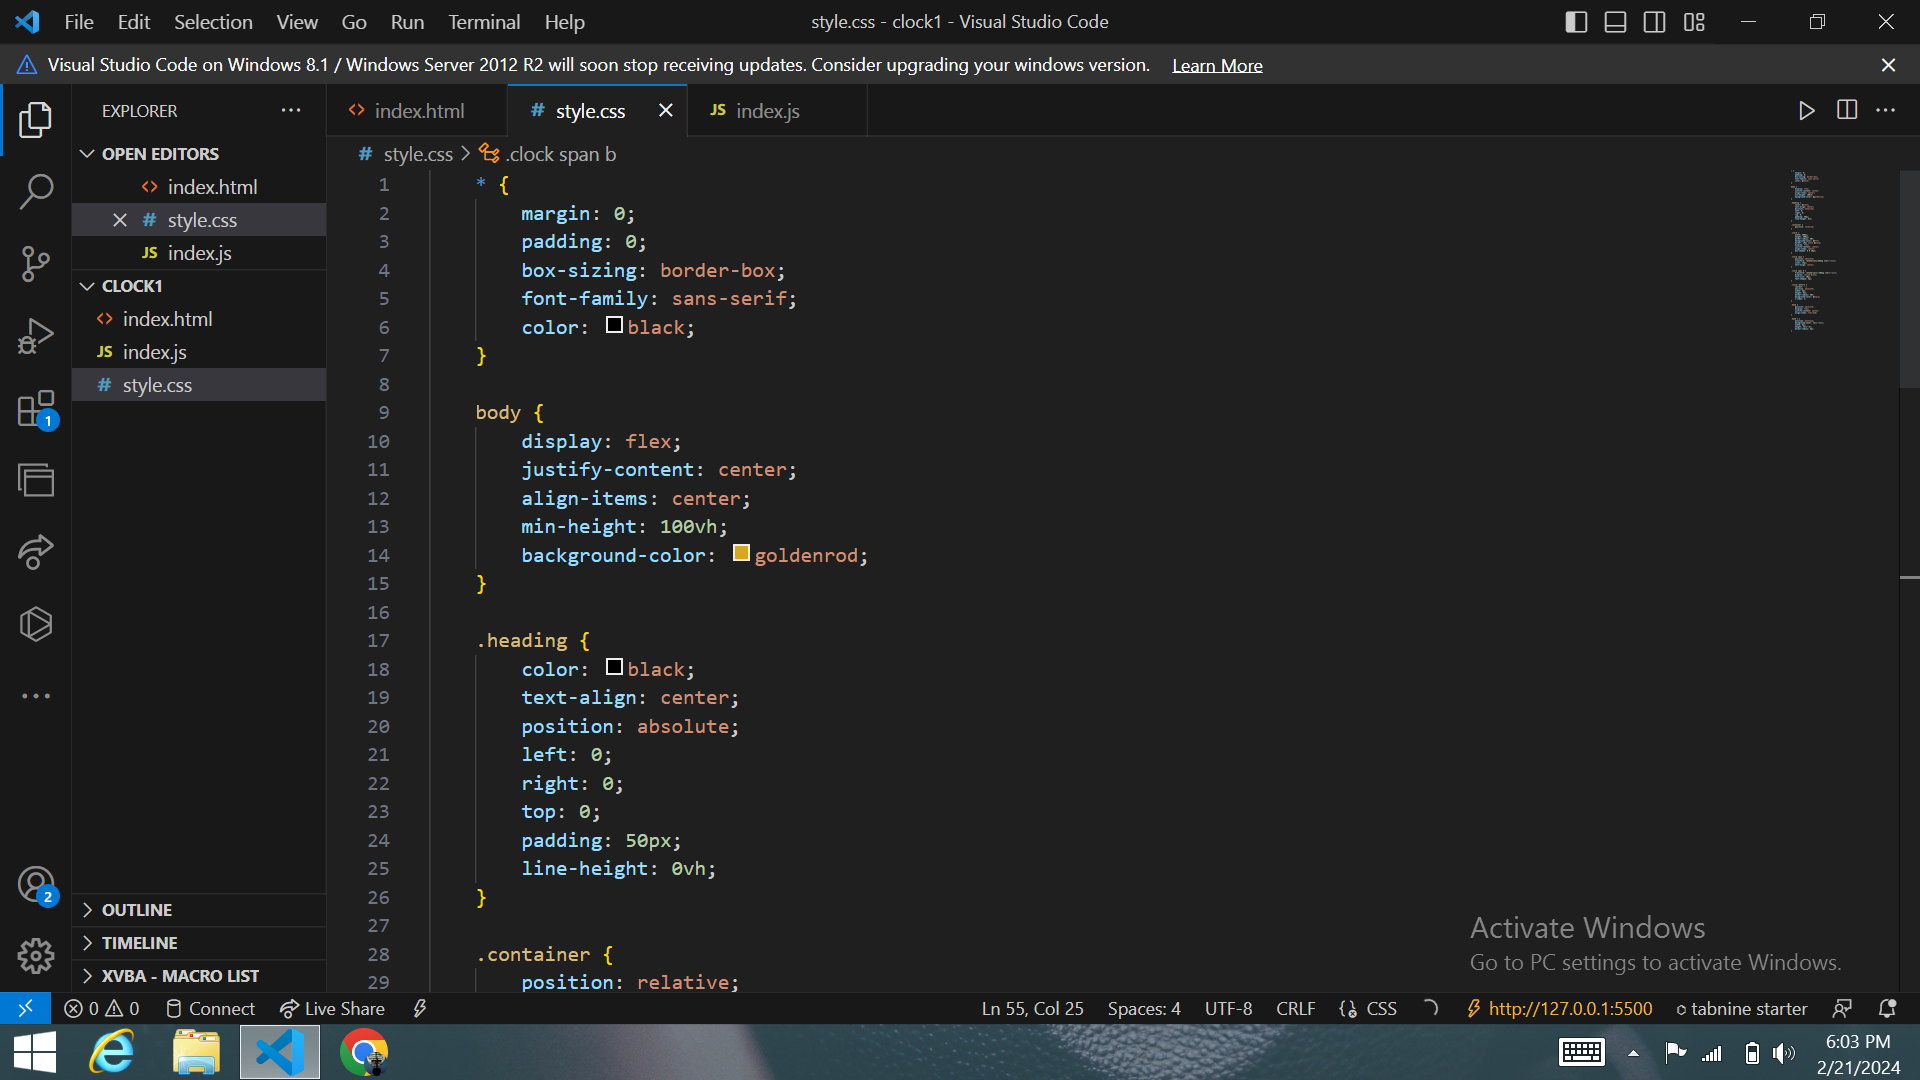 File Edit Selection View Go Run Terminal Help
style.css - clock1 - Visual Studio Code
Visual Studio Code on Windows 8.1 / Windows Server 2012 R2 will soon stop receiving updates. Consider upgrading your windows version. Learn More
EXPLORER
OPEN EDITORS
index.html
# style.css
JS index.js
CLOCK1
index.html
JS index.js
# style.css
OUTLINE
TIMELINE
XVBA - MACRO LIST
1
2
index.html
# style.css
JS index.js
# style.css > .clock span b
1 * {
2 margin: 0;
3 padding: 0;
4 box-sizing: border-box;
5 font-family: sans-serif;
6 color: black;
7 }
8
9 body {
10 display: flex;
11 justify-content: center;
12 align-items: center;
13 min-height: 100vh;
14 background-color: goldenrod;
15 }
16
17 .heading {
18 color: black;
19 text-align: center;
20 position: absolute;
21 left: 0;
22 right: 0;
23 top: 0;
24 padding: 50px;
25 line-height: 0vh;
26 }
27
28 .container {
29 position: relative;
Activate Windows
Go to PC settings to activate Windows.
0 0 Connect Live Share
Ln 55, Col 25 Spaces: 4 UTF-8 CRLF CSS http://127.0.0.1:5500 tabnine starter
6:03 PM
2/21/2024